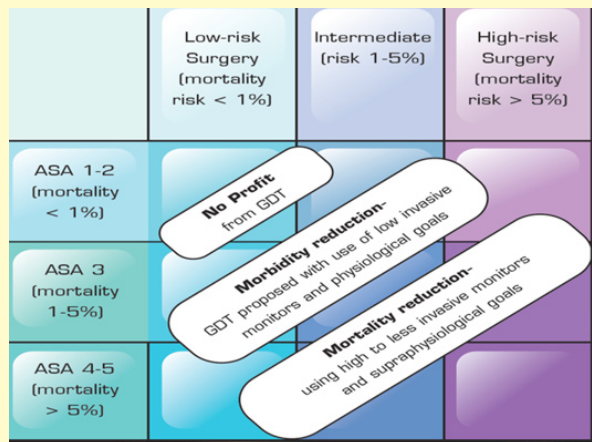 Low-risk
Surgery
(mortality
risk < 1%)
Intermediate
(risk 1-5%)
High-risk
Surgery
(mortality
risk > 5%)
ASA 1-2
(mortality
< 1%)
No Profit
from GDT
Morbidity reduction-
GDT proposed with use of low invasive
monitors and physiological goals
ASA 3
(mortality
1-5%)
Mortality reduction-
using high to less invasive monitors
and supraphysiological goals
ASA 4-5
(mortality
> 5%)